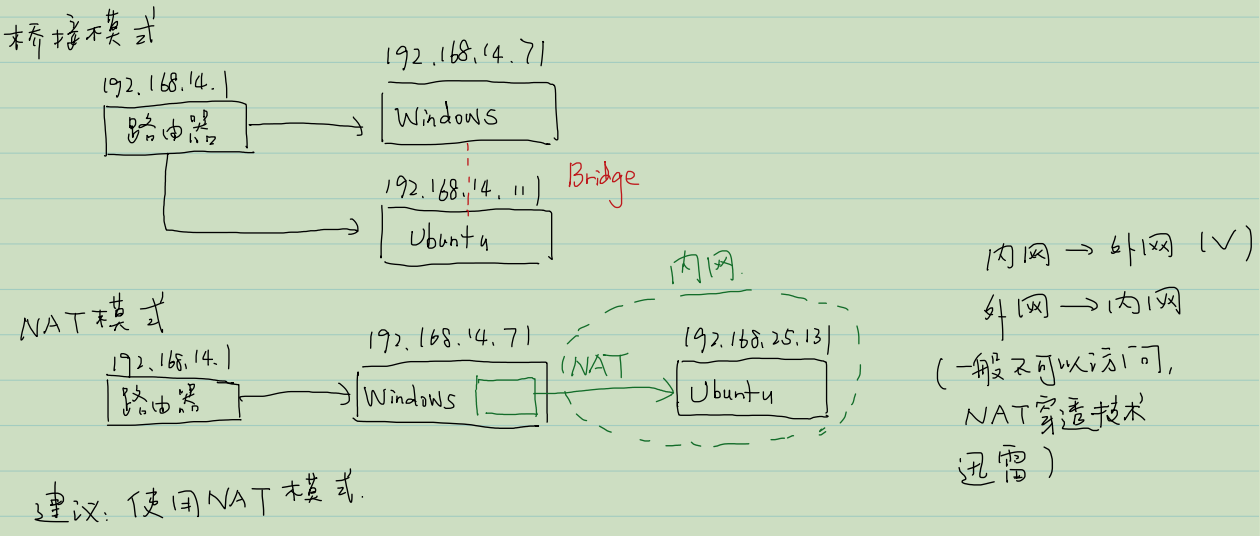 桥接模式
192.168.14.71
192.168.14.1
路由器
Windows
192.168.14.111
Bridge
Ubuntu
内网
内网 → 外网 (√)
外网 → 内网
(一般不可以访问,
NAT穿透技术
迅雷)
NAT模式
192.168.14.71
192.168.25.131
192.168.14.1
NAT
路由器
Windows
Ubuntu
建议: 使用NAT模式.